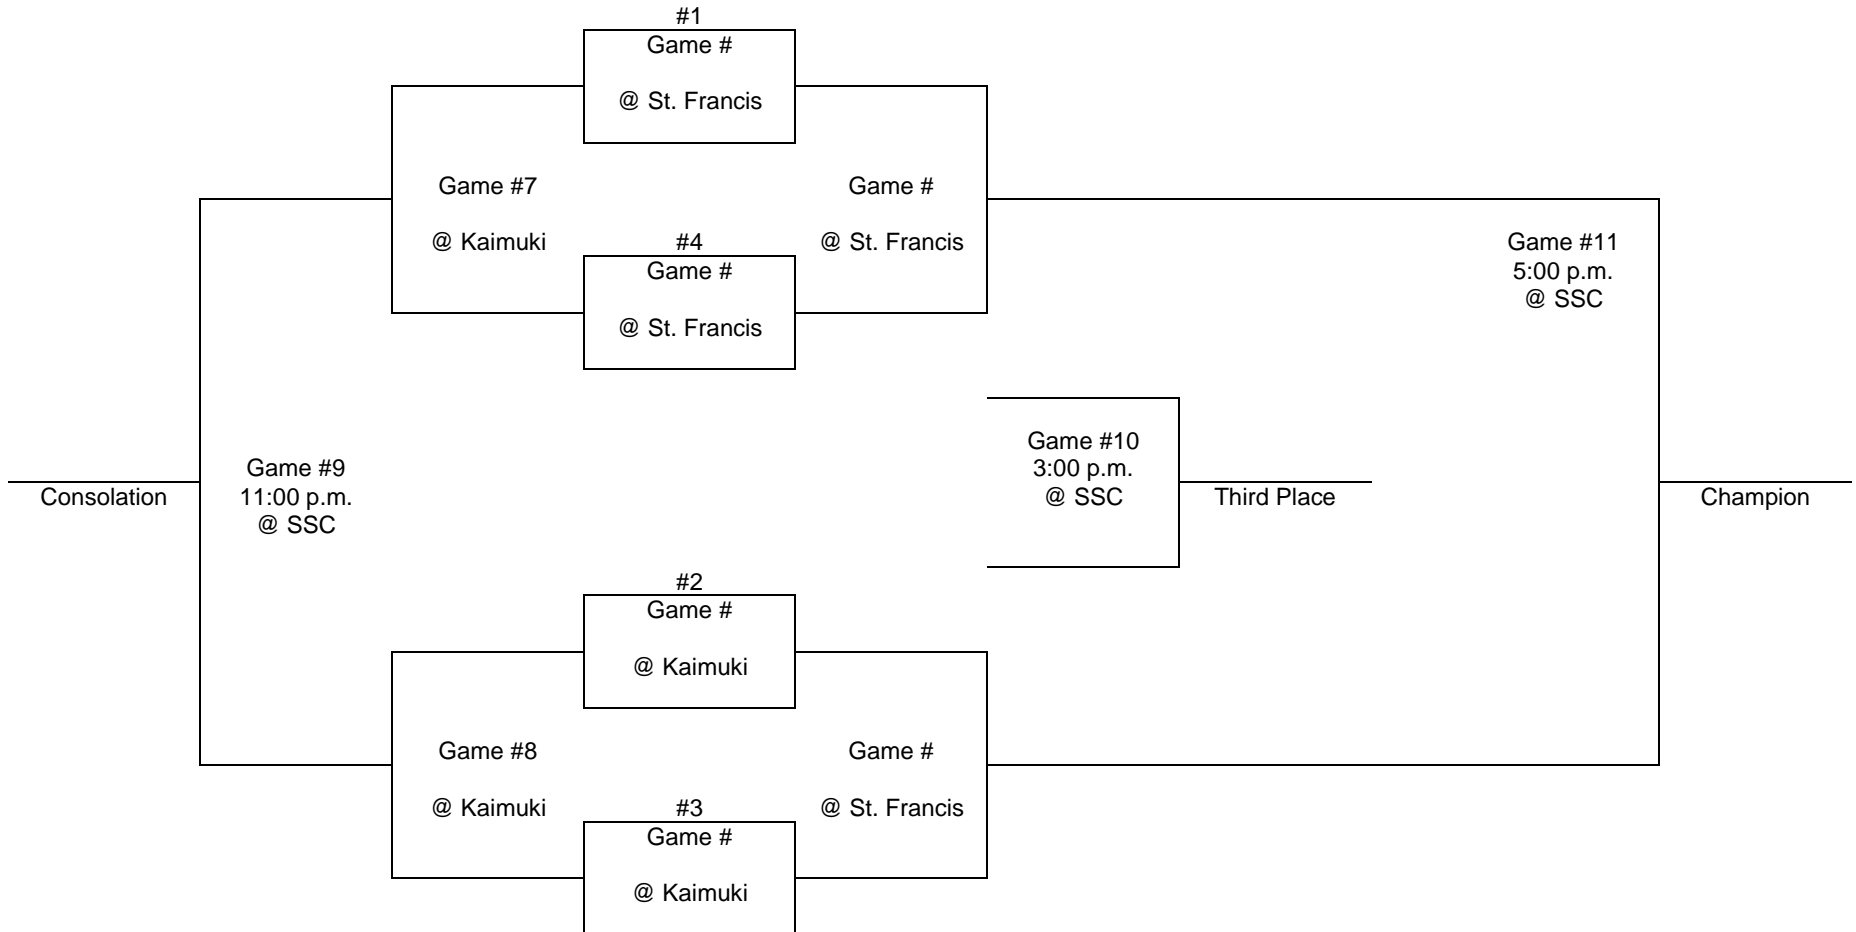 #1
Game #
@ St. Francis
Game #7
@ Kaimuki
Game #
@ St. Francis
#4
Game #
@ St. Francis
Game #11
5:00 p.m.
@ SSC
Game #10
3:00 p.m.
@ SSC
Third Place
Champion
Consolation
Game #9
11:00 p.m.
@ SSC
#2
Game #
@ Kaimuki
Game #8
@ Kaimuki
Game #
@ St. Francis
#3
Game #
@ Kaimuki